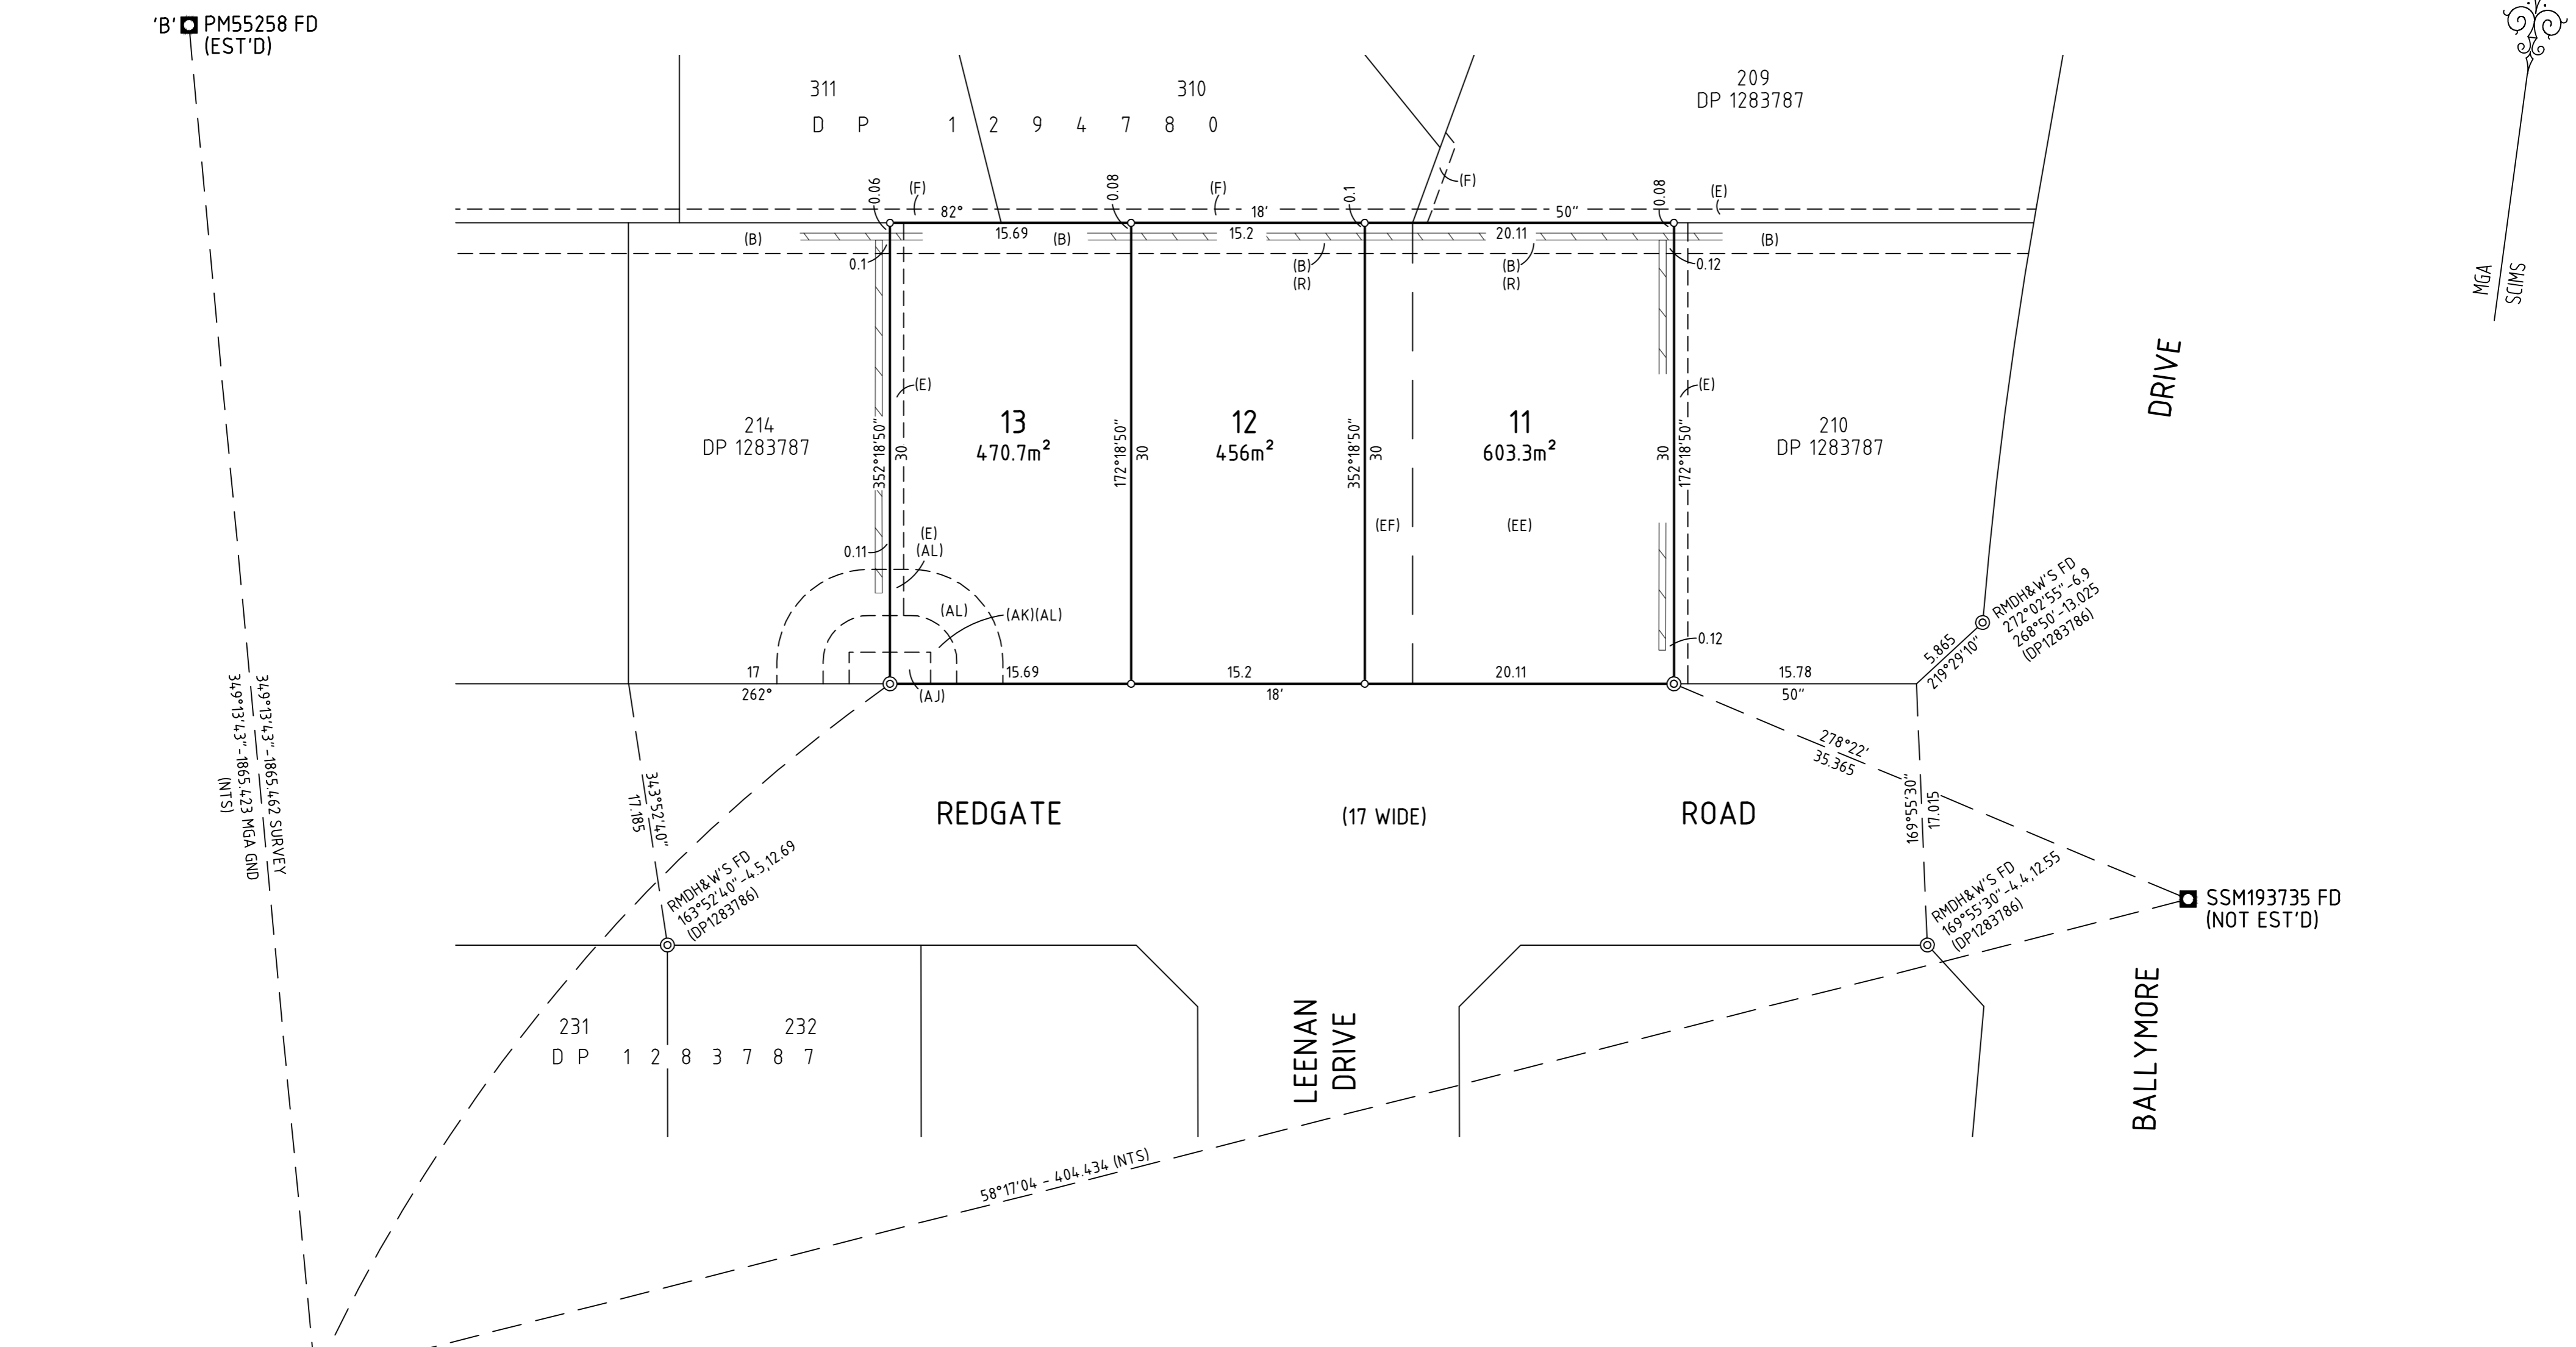 'B' PM55258 FD
(EST'D)
311
310
D P 1 2 9 4 7 8 0
209
DP 1283787
MGA
SCIMS
0.06
(F)
82°
0.08
(F)
18'
0.1
(F)
50"
0.08
(E)
(B)
15.69
(B)
15.2
20.11
(B)
0.1
(B)
(R)
(B)
(R)
0.12
DRIVE
(E)
(E)
214
DP 1283787
352°18'50"
30
13
470.7m²
172°18'50"
30
12
456m²
352°18'50"
30
11
603.3m²
30
172°18'50"
210
DP 1283787
0.11
(E)
(AL)
(EF)
(EE)
(AL)
(AK)(AL)
0.12
RMDH&W'S FD
272°02'55"-6.9
268°50'-13.025
(DP1283786)
5.865
219°29'10"
17
262°
(AJ)
15.69
15.2
18'
20.11
15.78
50"
349°13'43"-1865.462 SURVEY
349°13'43"-1865.423 MGA GND
(NTS)
343°52'40"
17.185
278°22'
35.365
169°55'30"
17.015
REDGATE (17 WIDE) ROAD
RMDH&W'S FD
163°52'40"-4.5,12.69
(DP1283786)
RMDH&W'S FD
169°55'30"-4.4,12.55
(DP1283786)
SSM193735 FD
(NOT EST'D)
231
232
D P 1 2 8 3 7 8 7
LEENAN
DRIVE
BALLYMORE
58°17'04 - 404.434 (NTS)